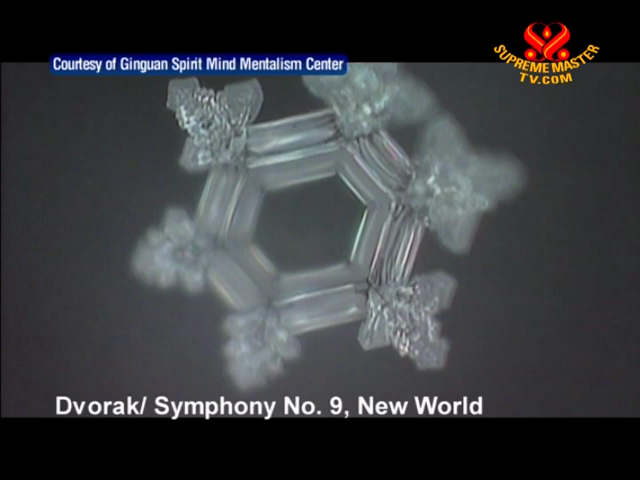 Courtesy of Ginguan Spirit Mind Mentalism Center
SUPREME MASTER
TV.COM
Dvorak/ Symphony No. 9, New World